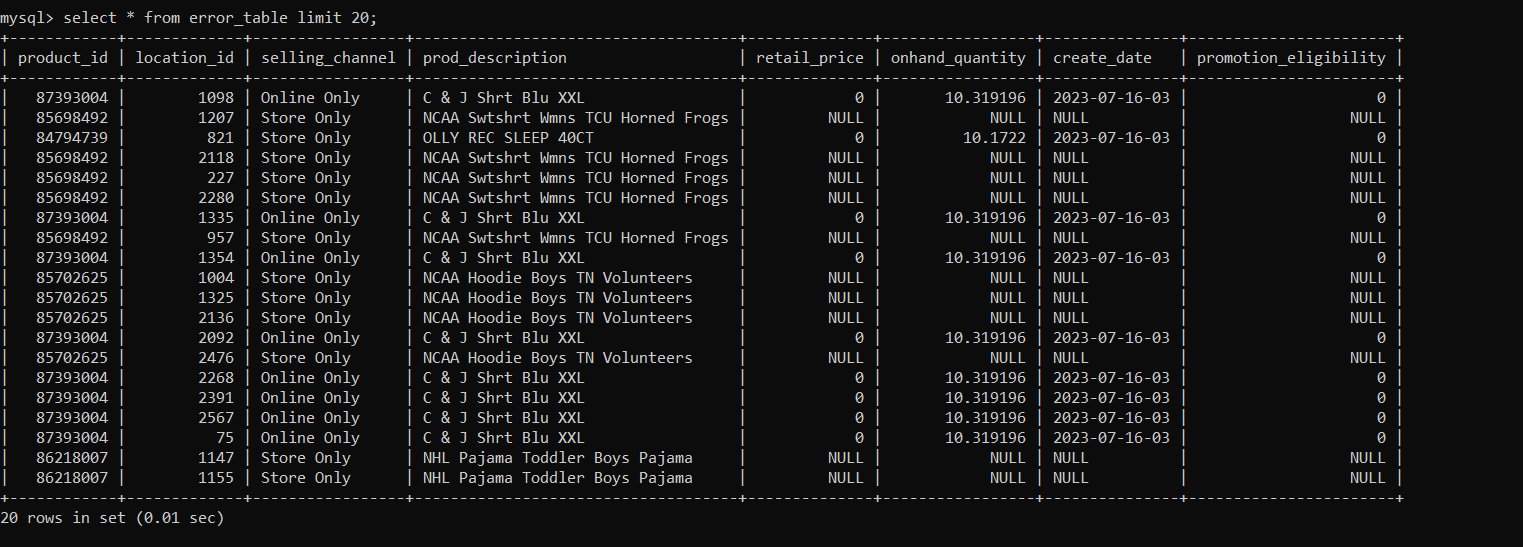 mysql> select * from error_table limit 20;
+------------+-------------+-----------------+-----------------------------------+--------------+-----------------+---------------+-----------------------+
| product_id | location_id | selling_channel | prod_description                  | retail_price | onhand_quantity | create_date   | promotion_eligibility |
+------------+-------------+-----------------+-----------------------------------+--------------+-----------------+---------------+-----------------------+
|   87393004 |        1098 | Online Only     | C & J Shrt Blu XXL                |            0 |       10.319196 | 2023-07-16-03 |                     0 |
|   85698492 |        1207 | Store Only      | NCAA Swtshrt Wmns TCU Horned Frogs |         NULL |            NULL | NULL          |                  NULL |
|   84794739 |         821 | Store Only      | OLLY REC SLEEP 40CT               |            0 |         10.1722 | 2023-07-16-03 |                     0 |
|   85698492 |        2118 | Store Only      | NCAA Swtshrt Wmns TCU Horned Frogs |         NULL |            NULL | NULL          |                  NULL |
|   85698492 |         227 | Store Only      | NCAA Swtshrt Wmns TCU Horned Frogs |         NULL |            NULL | NULL          |                  NULL |
|   85698492 |        2280 | Store Only      | NCAA Swtshrt Wmns TCU Horned Frogs |         NULL |            NULL | NULL          |                  NULL |
|   87393004 |        1335 | Online Only     | C & J Shrt Blu XXL                |            0 |       10.319196 | 2023-07-16-03 |                     0 |
|   85698492 |         957 | Store Only      | NCAA Swtshrt Wmns TCU Horned Frogs |         NULL |            NULL | NULL          |                  NULL |
|   87393004 |        1354 | Online Only     | C & J Shrt Blu XXL                |            0 |       10.319196 | 2023-07-16-03 |                     0 |
|   85702625 |        1004 | Store Only      | NCAA Hoodie Boys TN Volunteers    |         NULL |            NULL | NULL          |                  NULL |
|   85702625 |        1325 | Store Only      | NCAA Hoodie Boys TN Volunteers    |         NULL |            NULL | NULL          |                  NULL |
|   85702625 |        2136 | Store Only      | NCAA Hoodie Boys TN Volunteers    |         NULL |            NULL | NULL          |                  NULL |
|   87393004 |        2092 | Online Only     | C & J Shrt Blu XXL                |            0 |       10.319196 | 2023-07-16-03 |                     0 |
|   85702625 |        2476 | Store Only      | NCAA Hoodie Boys TN Volunteers    |         NULL |            NULL | NULL          |                  NULL |
|   87393004 |        2268 | Online Only     | C & J Shrt Blu XXL                |            0 |       10.319196 | 2023-07-16-03 |                     0 |
|   87393004 |        2391 | Online Only     | C & J Shrt Blu XXL                |            0 |       10.319196 | 2023-07-16-03 |                     0 |
|   87393004 |        2567 | Online Only     | C & J Shrt Blu XXL                |            0 |       10.319196 | 2023-07-16-03 |                     0 |
|   87393004 |          75 | Online Only     | C & J Shrt Blu XXL                |            0 |       10.319196 | 2023-07-16-03 |                     0 |
|   86218007 |        1147 | Store Only      | NHL Pajama Toddler Boys Pajama    |         NULL |            NULL | NULL          |                  NULL |
|   86218007 |        1155 | Store Only      | NHL Pajama Toddler Boys Pajama    |         NULL |            NULL | NULL          |                  NULL |
+------------+-------------+-----------------+-----------------------------------+--------------+-----------------+---------------+-----------------------+
20 rows in set (0.01 sec)